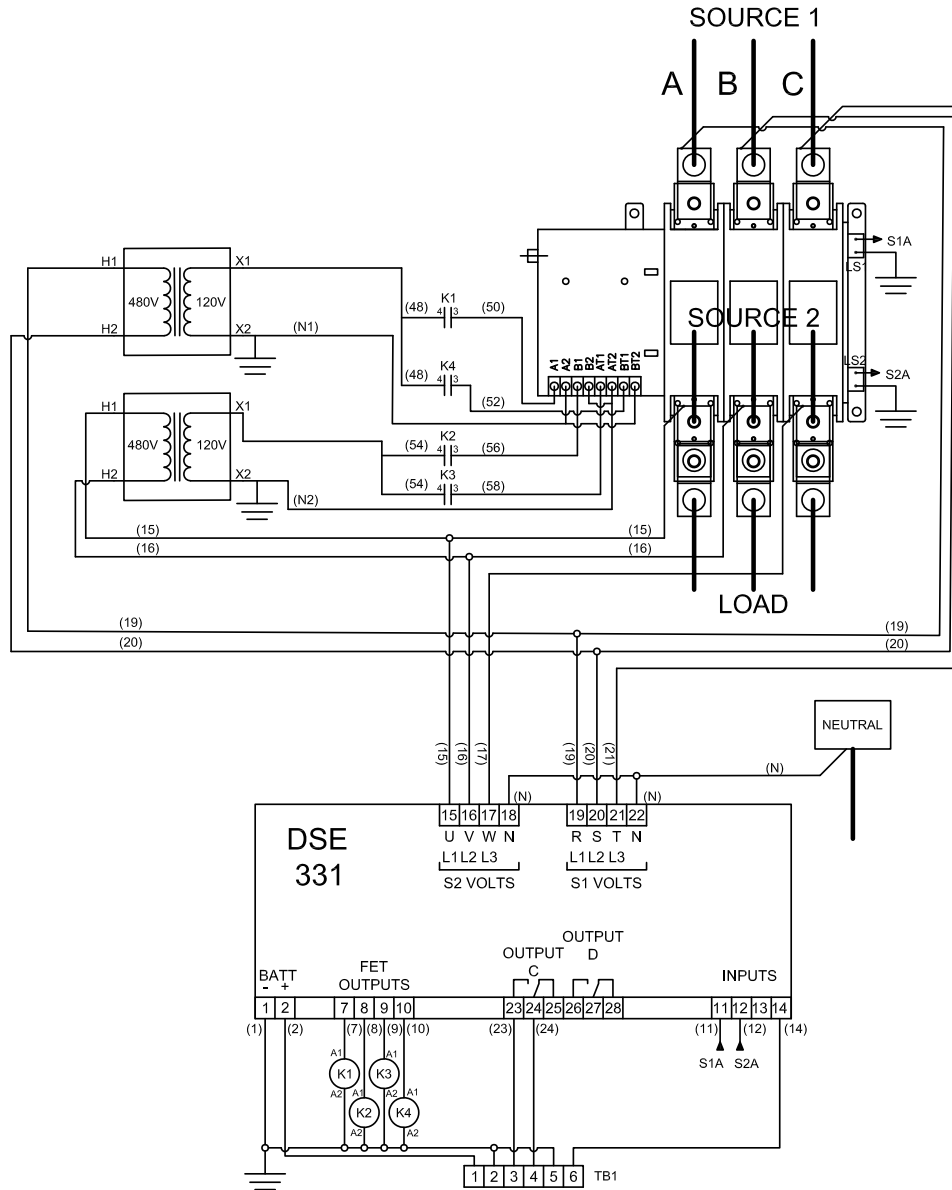 SOURCE 1
A B C
S1A
LS1
H1 X1
480V 120V
H2 X2
(N1)
K1
(48) 4 3 (50)
K4
(48) 4 3 (52)
A1 A2 B1 B2 AT1 AT2 BT1 BT2
SOURCE 2
LS2
S2A
H1 X1
480V 120V
H2 X2
(N2)
K2
(54) 4 3 (56)
K3
(54) 4 3 (58)
(15) (15)
(16) (16)
LOAD
(19) (19)
(20) (20)
NEUTRAL
(15) (16) (17) (19) (20) (21)
(N)
(N) (N)
DSE
331
15 16 17 18 19 20 21 22
U V W N R S T N
L1 L2 L3 L1 L2 L3
S2 VOLTS S1 VOLTS
OUTPUT
C
OUTPUT
D
BATT
- +
FET
OUTPUTS
INPUTS
1 2 7 8 9 10 23 24 25 26 27 28 11 12 13 14
(1) (2) (7) (8) (9) (10) (23) (24) (11) (12) (14)
S1A S2A
A1 A1
K1 K3
A2 A1 A2 A1
K2 K4
A2 A2
1 2 3 4 5 6 TB1